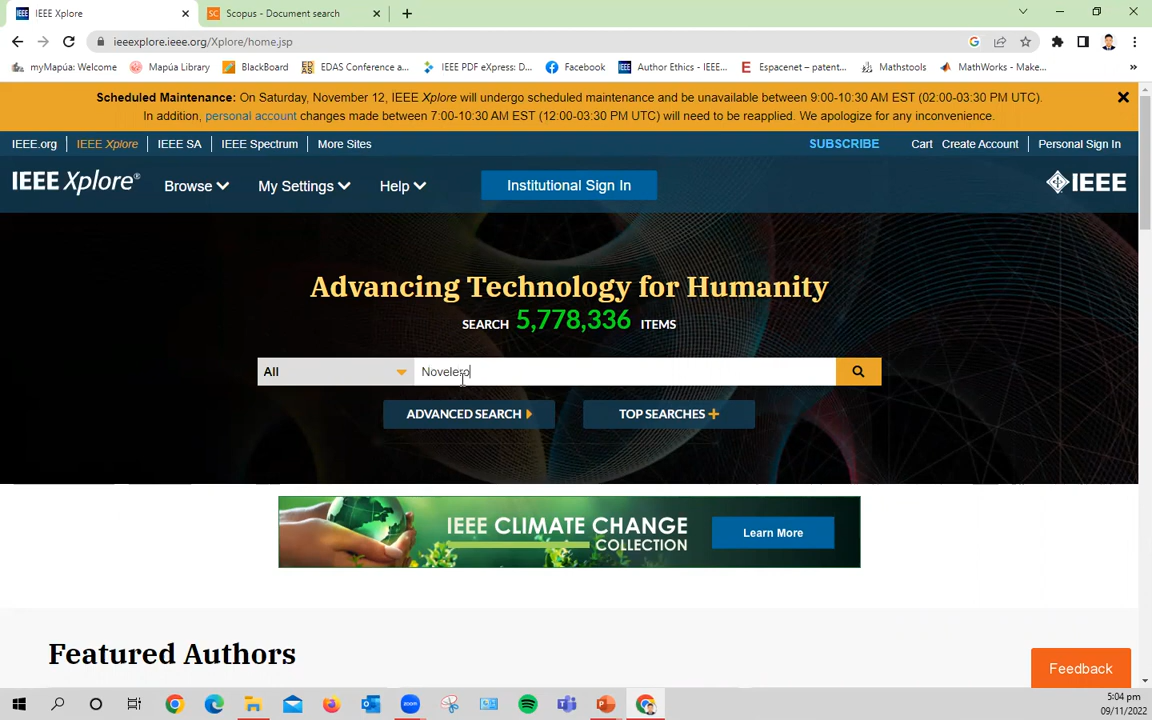 IEEE Xplore
Scopus - Document search
ieeexplore.ieee.org/Xplore/home.jsp
myMapúa: Welcome
Mapúa Library
BlackBoard
EDAS Conference a...
IEEE PDF eXpress: D...
Facebook
Author Ethics - IEEE...
Espacenet – patent...
Mathstools
MathWorks - Make...
Scheduled Maintenance: On Saturday, November 12, IEEE Xplore will undergo scheduled maintenance and be unavailable between 9:00-10:30 AM EST (02:00-03:30 PM UTC).
In addition, personal account changes made between 7:00-10:30 AM EST (12:00-03:30 PM UTC) will need to be reapplied. We apologize for any inconvenience.
IEEE.org
IEEE Xplore
IEEE SA
IEEE Spectrum
More Sites
SUBSCRIBE
Cart
Create Account
Personal Sign In
IEEE Xplore®
Browse
My Settings
Help
Institutional Sign In
IEEE
Advancing Technology for Humanity
SEARCH 5,778,336 ITEMS
All
Novelero
ADVANCED SEARCH
TOP SEARCHES
IEEE CLIMATE CHANGE
COLLECTION
Learn More
Featured Authors
Feedback
5:04 pm
09/11/2022